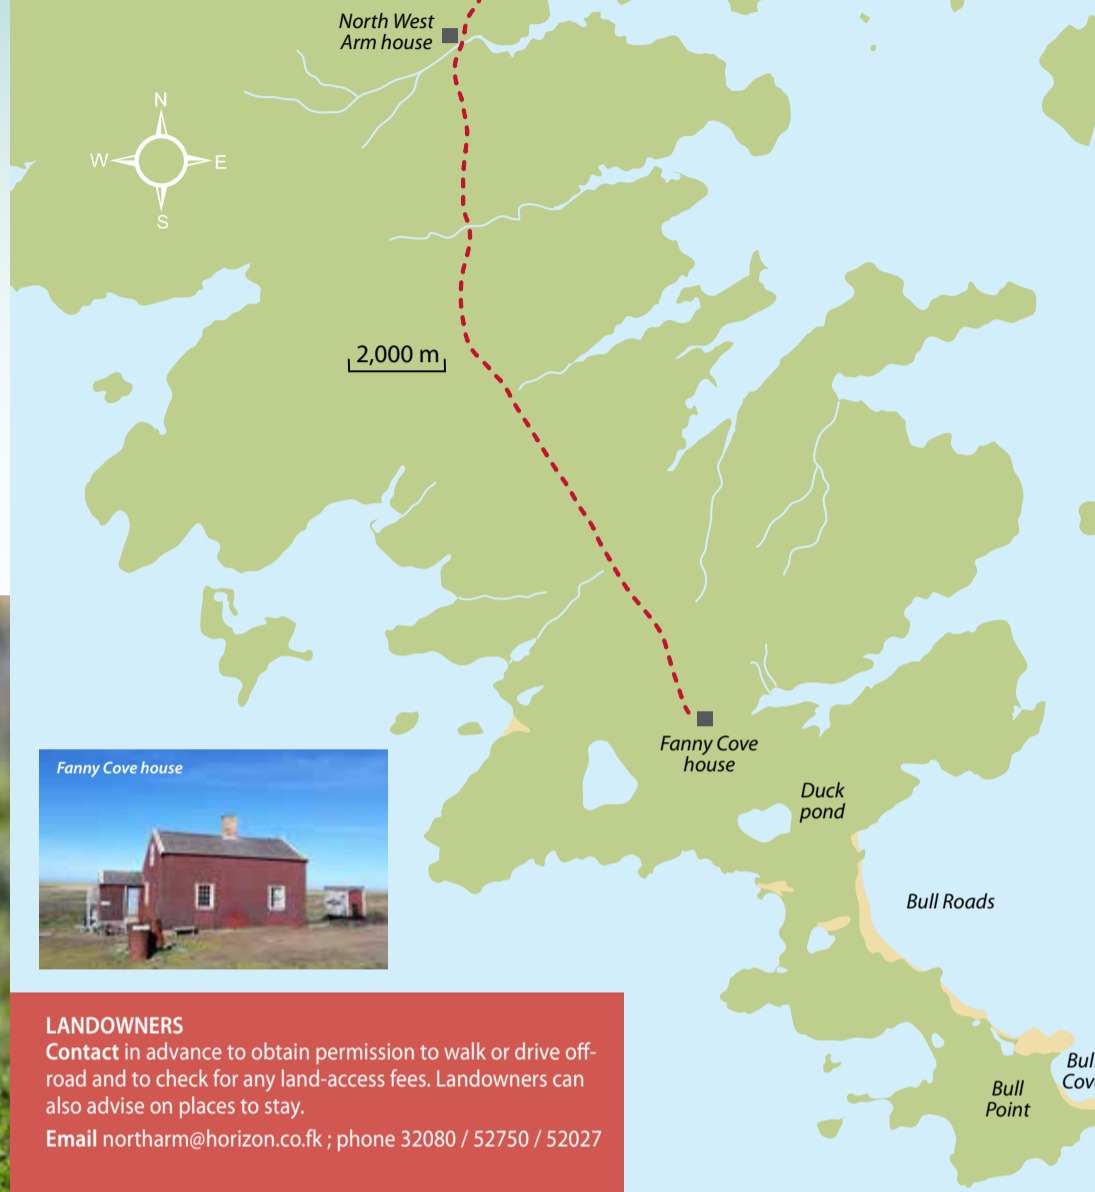 North West
Arm house
N
W
E
S
2,000 m
Fanny Cove
house
Fanny Cove house
Duck
pond
Bull Roads
Bull
Point
LANDOWNERS
Contact in advance to obtain permission to walk or drive off-
road and to check for any land-access fees. Landowners can
also advise on places to stay.
Email northarm@horizon.co.fk ; phone 32080 / 52750 / 52027